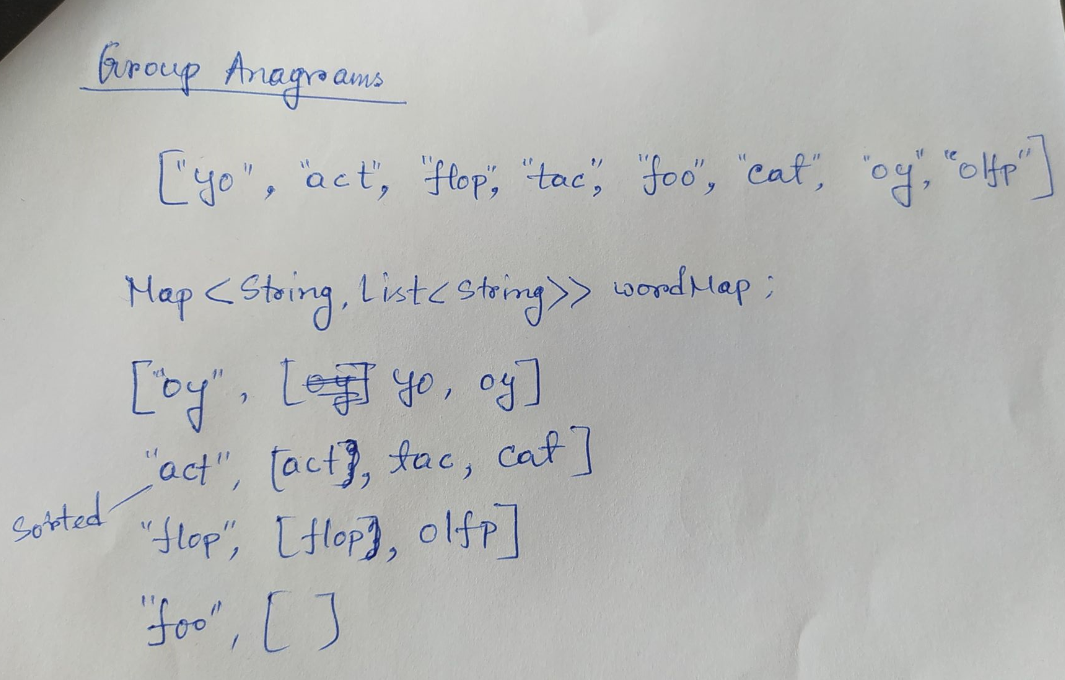 Group Anagrams
["yo", "act", "flop", "tac", "foo", "cat", "oy", "olfp"]
Map<String, List<String>> wordMap;
["oy", [oy] yo, oy]
"act", [act], tac, cat]
sorted
"flop", [flop], olfp]
"foo", [ ]